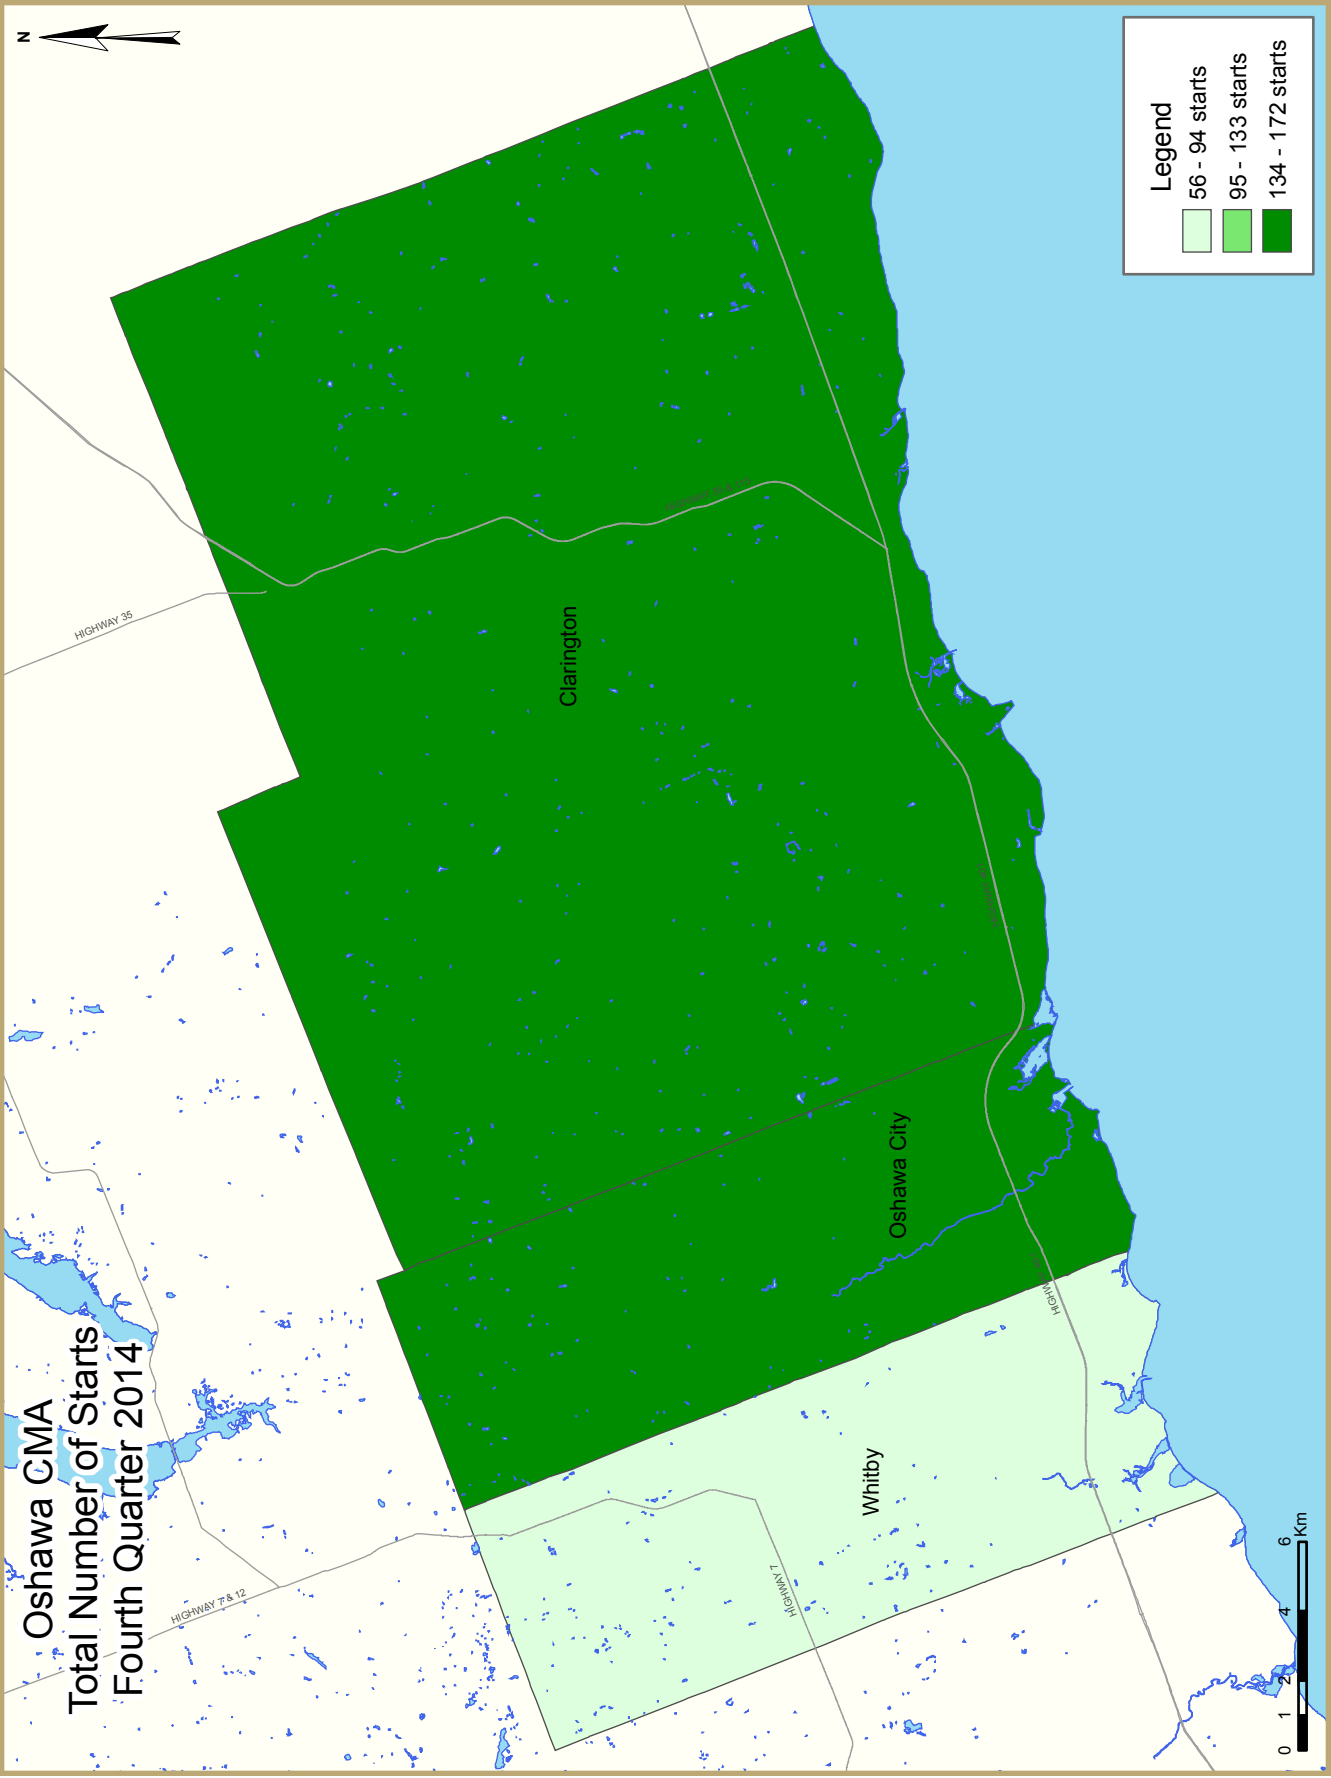 Oshawa CMA
Total Number of Starts
Fourth Quarter 2014
N
HIGHWAY 35
HIGHWAY 7 & 12
Clarington
Oshawa City
Whitby
HIGHWAY 7
Legend
56 - 94 starts
95 - 133 starts
134 - 172 starts
0 1 2 4 6
Km